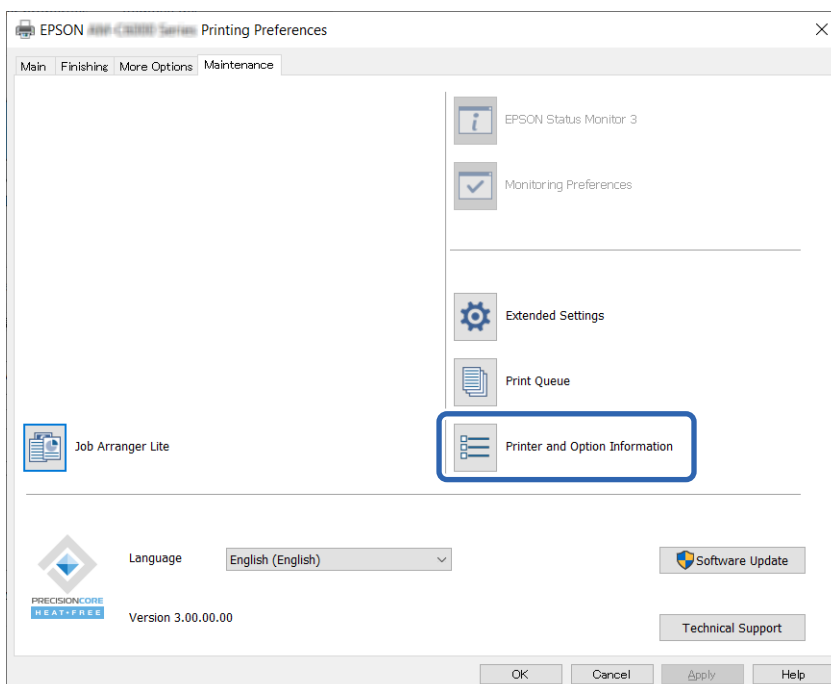 EPSON Printing Preferences
Main Finishing More Options Maintenance
EPSON Status Monitor 3
Monitoring Preferences
Extended Settings
Print Queue
Job Arranger Lite
Printer and Option Information
Language English (English)
Software Update
PRECISIONCORE
HEAT-FREE
Version 3.00.00.00
Technical Support
OK Cancel Apply Help